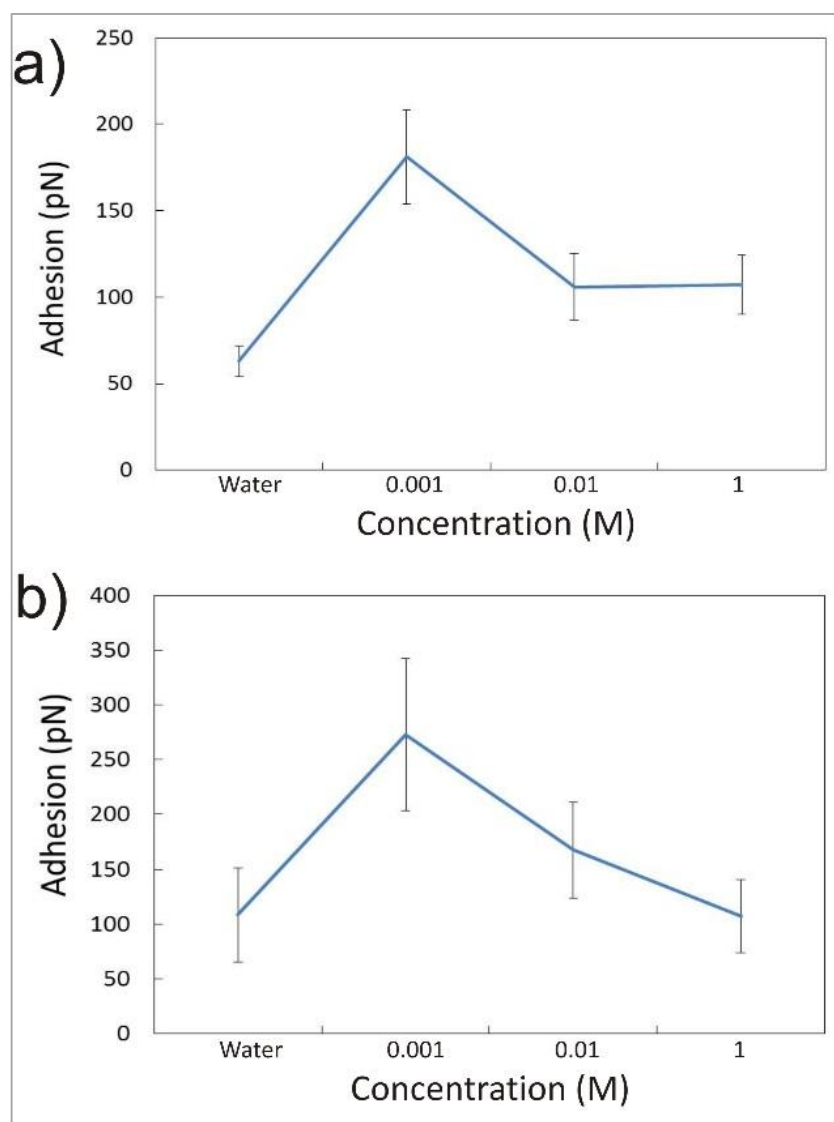 a)
250
200
150
100
50
0
Adhesion (pN)
Water 0.001 0.01 1
Concentration (M)
b)
400
350
300
250
200
150
100
50
0
Adhesion (pN)
Water 0.001 0.01 1
Concentration (M)